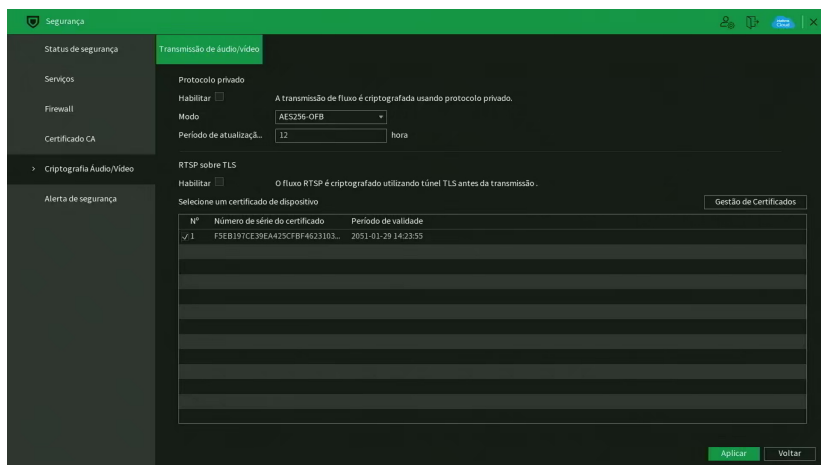 Segurança
Status de segurança
Serviços
Firewall
Certificado CA
> Criptografia Áudio/Vídeo
Alerta de segurança
Transmissão de áudio/vídeo
Protocolo privado
Habilitar A transmissão de fluxo é criptografada usando protocolo privado.
Modo AES256-OFB
Período de atualizaçã... 12 hora
RTSP sobre TLS
Habilitar O fluxo RTSP é criptografado utilizando túnel TLS antes da transmissão .
Selecione um certificado de dispositivo Gestão de Certificados
Nº Número de série do certificado Período de validade
1 F5EB197CE39EA425CFBF4623103... 2051-01-29 14:23:55
Aplicar Voltar